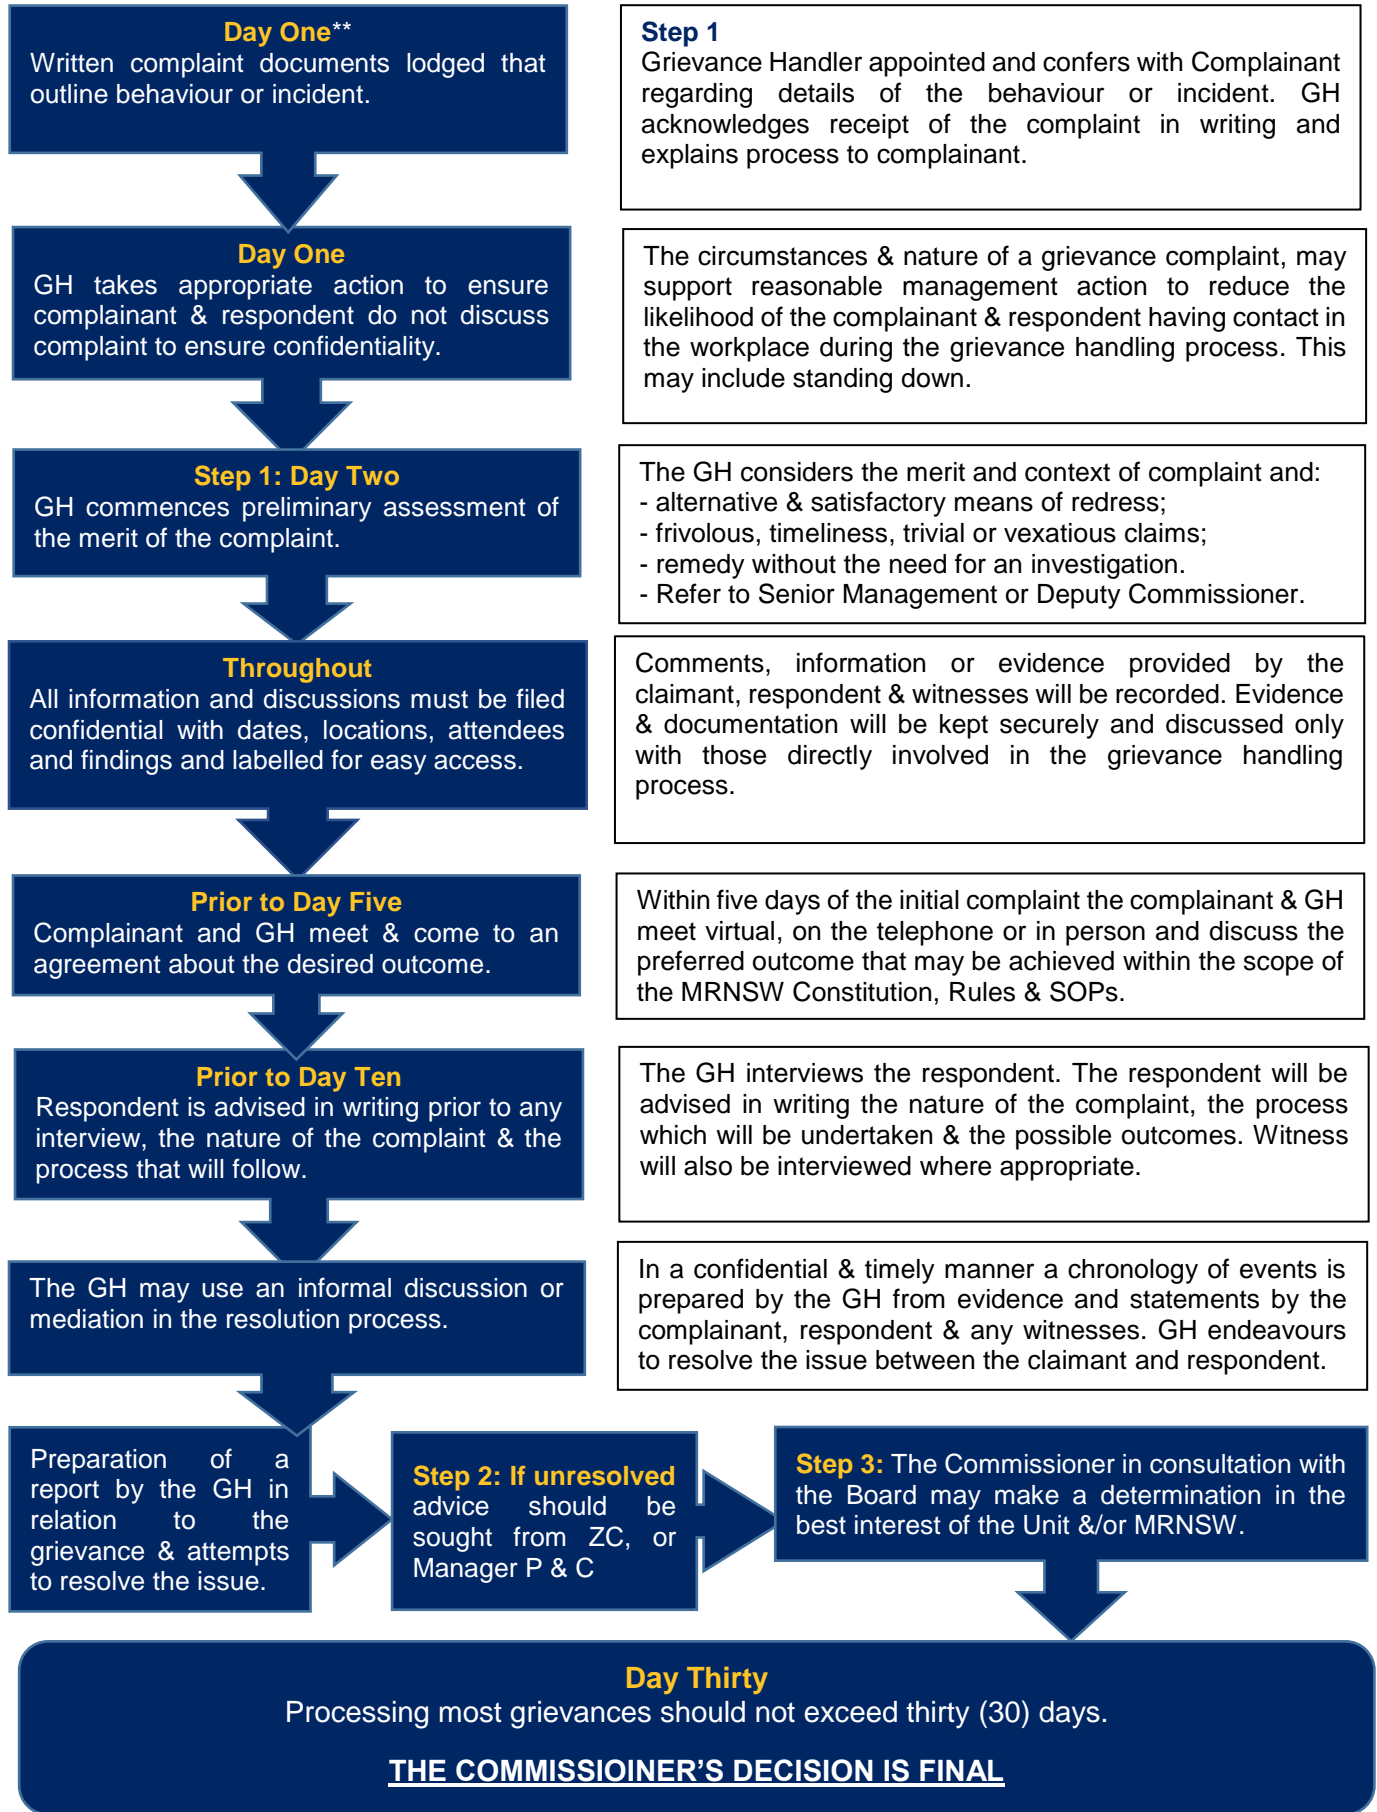 Day One**
Written complaint documents lodged that
outline behaviour or incident.
Step 1
Grievance Handler appointed and confers with Complainant
regarding details of the behaviour or incident. GH
acknowledges receipt of the complaint in writing and
explains process to complainant.
Day One
GH takes appropriate action to ensure
complainant & respondent do not discuss
complaint to ensure confidentiality.
The circumstances & nature of a grievance complaint, may
support reasonable management action to reduce the
likelihood of the complainant & respondent having contact in
the workplace during the grievance handling process. This
may include standing down.
Step 1: Day Two
GH commences preliminary assessment of
the merit of the complaint.
The GH considers the merit and context of complaint and:
- alternative & satisfactory means of redress;
- frivolous, timeliness, trivial or vexatious claims;
- remedy without the need for an investigation.
- Refer to Senior Management or Deputy Commissioner.
Throughout
All information and discussions must be filed
confidential with dates, locations, attendees
and findings and labelled for easy access.
Comments, information or evidence provided by the
claimant, respondent & witnesses will be recorded. Evidence
& documentation will be kept securely and discussed only
with those directly involved in the grievance handling
process.
Prior to Day Five
Complainant and GH meet & come to an
agreement about the desired outcome.
Within five days of the initial complaint the complainant & GH
meet virtual, on the telephone or in person and discuss the
preferred outcome that may be achieved within the scope of
the MRNSW Constitution, Rules & SOPs.
Prior to Day Ten
Respondent is advised in writing prior to any
interview, the nature of the complaint & the
process that will follow.
The GH interviews the respondent. The respondent will be
advised in writing the nature of the complaint, the process
which will be undertaken & the possible outcomes. Witness
will also be interviewed where appropriate.
The GH may use an informal discussion or
mediation in the resolution process.
In a confidential & timely manner a chronology of events is
prepared by the GH from evidence and statements by the
complainant, respondent & any witnesses. GH endeavours
to resolve the issue between the claimant and respondent.
Preparation of a
report by the GH in
relation to the
grievance & attempts
to resolve the issue.
Step 2: If unresolved
advice should be
sought from ZC, or
Manager P & C
Step 3: The Commissioner in consultation with
the Board may make a determination in the
best interest of the Unit &/or MRNSW.
Day Thirty
Processing most grievances should not exceed thirty (30) days.
THE COMMISSIOINER'S DECISION IS FINAL